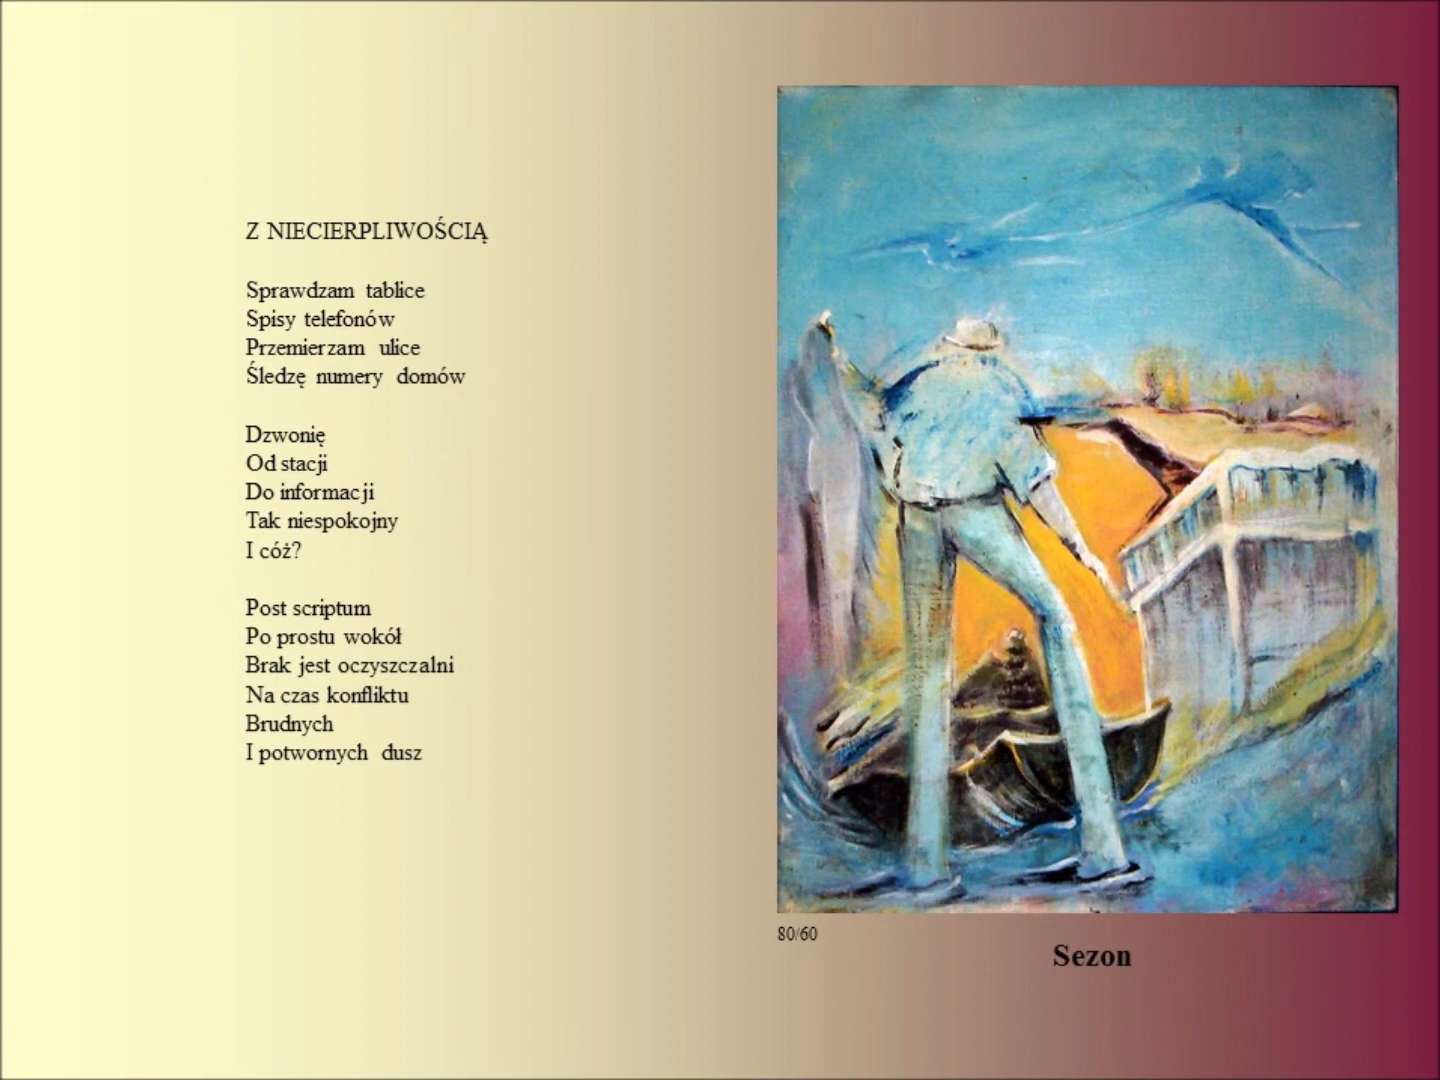 Z NIECIERPLIWOŚCIĄ
Sprawdzam tablice
Spisy telefonów
Przemierzam ulice
Śledzę numery domów
Dzwonię
Od stacji
Do informacji
Tak niespokojny
I cóż?
Post scriptum
Po prostu wokół
Brak jest oczyszczalni
Na czas konfliktu
Brudnych
I potwornych dusz
80/60
Sezon